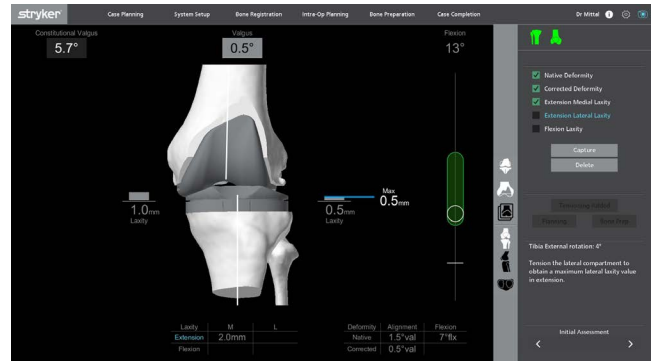 stryker
Case Planning
System Setup
Bone Registration
Intra-Op Planning
Bone Preparation
Case Completion
Dr Mittal
Constitutional Valgus
5.7°
Valgus
0.5°
Flexion
13°
Native Deformity
Corrected Deformity
Extension Medial Laxity
Extension Lateral Laxity
Flexion Laxity
Capture
Delete
1.0mm
Laxity
0.5mm
Laxity
Max
0.5mm
Planning
Bone Prep
Tibia External rotation: 4°
Tension the lateral compartment to
obtain a maximum lateral laxity value
in extension.
Laxity M L
Extension 2.0mm
Flexion
Deformity Alignment Flexion
Native 1.5°val 7°flx
Corrected 0.5°val
Initial Assessment